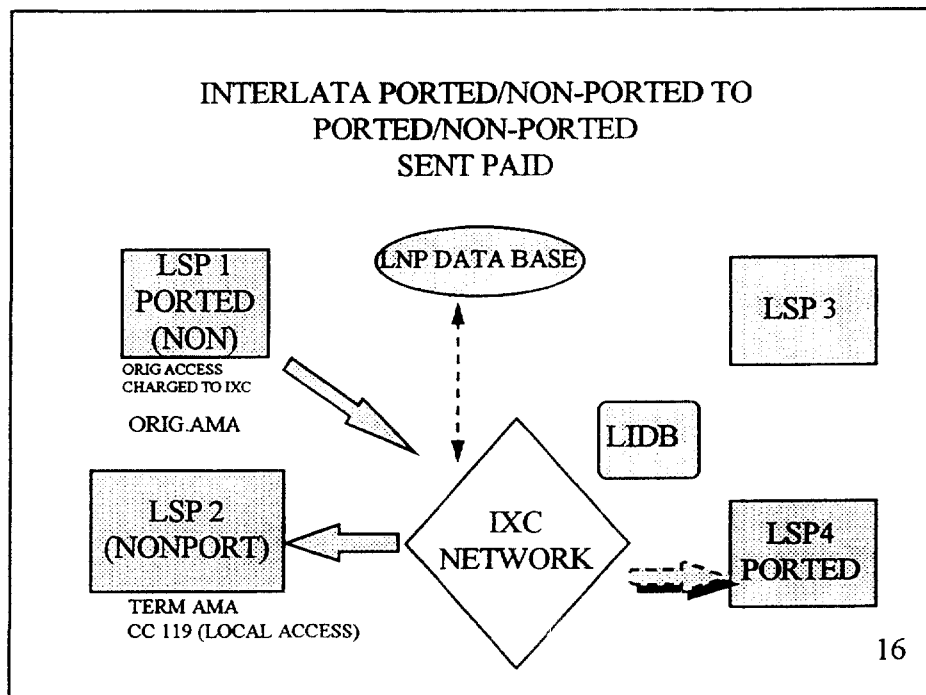 INTERLATA PORTED/NON-PORTED TO
PORTED/NON-PORTED
SENT PAID
LNP DATA BASE
LSP 1
PORTED
(NON)
ORIG ACCESS
CHARGED TO IXC
ORIG.AMA
LSP 3
LIDB
LSP 2
(NONPORT)
IXC
NETWORK
LSP4
PORTED
TERM AMA
CC 119 (LOCAL ACCESS)
16